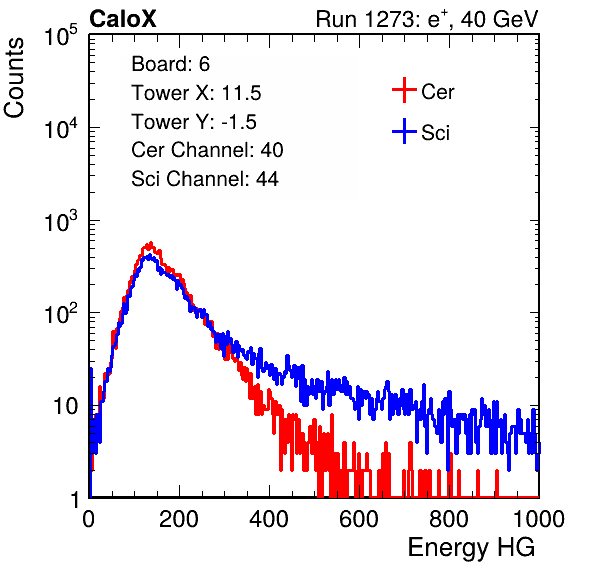 CaloX Run 1273: e⁺, 40 GeV
Board: 6
Tower X: 11.5
Tower Y: -1.5
Cer Channel: 40
Sci Channel: 44
Cer
Sci
Counts
10⁵
10⁴
10³
10²
10
1
0 200 400 600 800 1000
Energy HG